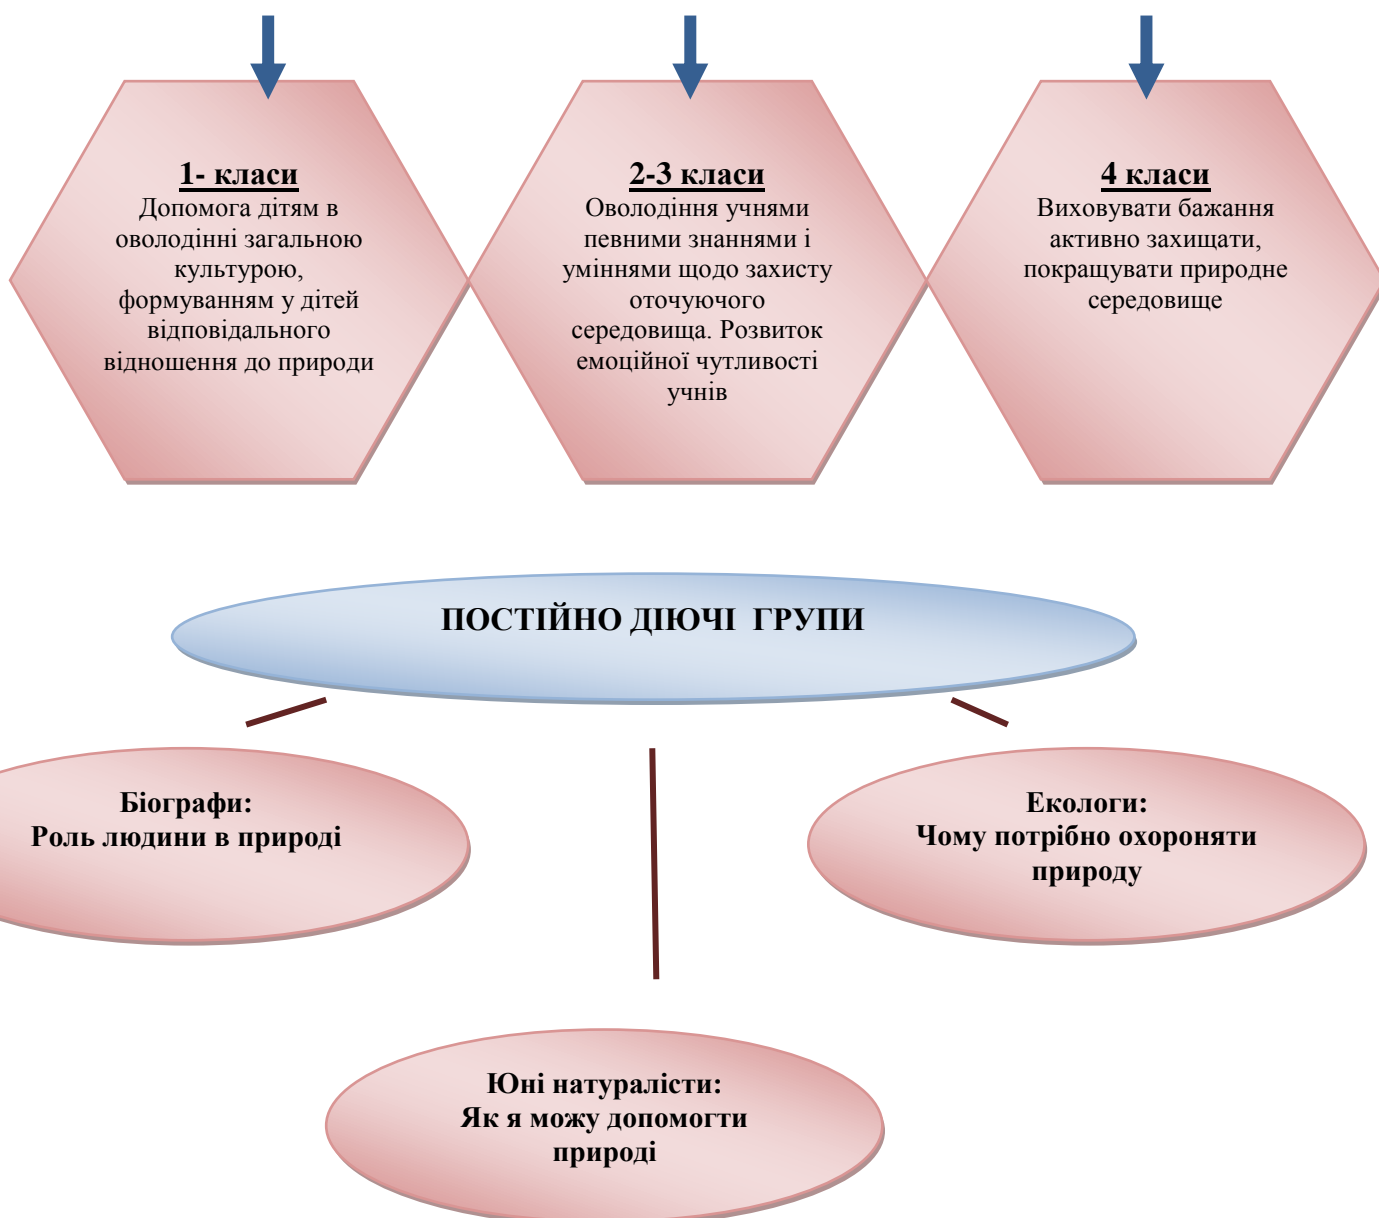 1- класи
Допомога дітям в
оволодінні загальною
культурою,
формуванням у дітей
відповідального
відношення до природи
2-3 класи
Оволодіння учнями
певними знаннями і
уміннями щодо захисту
оточуючого
середовища. Розвиток
емоційної чутливості
учнів
4 класи
Виховувати бажання
активно захищати,
покращувати природне
середовище
ПОСТІЙНО ДІЮЧІ ГРУПИ
Біографи:
Роль людини в природі
Екологи:
Чому потрібно охороняти
природу
Юні натуралісти:
Як я можу допомогти
природі